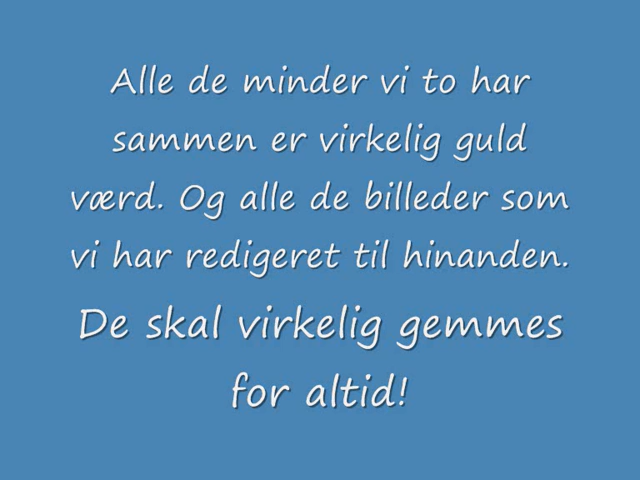 Alle de minder vi to har
sammen er virkelig guld
værd. Og alle de billeder som
vi har redigeret til hinanden.
De skal virkelig gemmes
for altid!